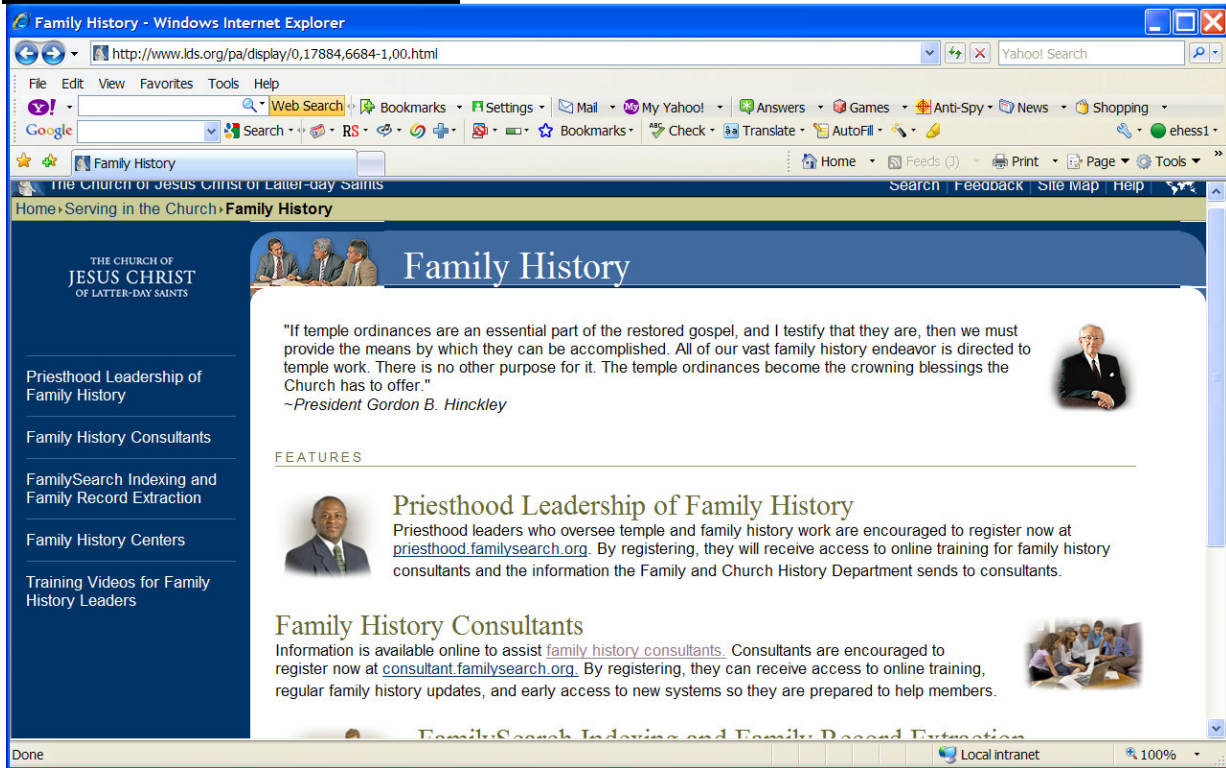 Family History - Windows Internet Explorer
http://www.lds.org/pa/display/0,17884,6684-1,00.html
Yahoo! Search
File Edit View Favorites Tools Help
Y! Web Search Bookmarks Settings Mail My Yahoo! Answers Games Anti-Spy News Shopping
Google Search RS Bookmarks Check Translate AutoFill ehess1
Family History Home Feeds (J) Print Page Tools
The Church of Jesus Christ of Latter-day Saints Search | Feedback | Site Map | Help |
Home › Serving in the Church › Family History
THE CHURCH OF
JESUS CHRIST
OF LATTER-DAY SAINTS
Priesthood Leadership of
Family History
Family History Consultants
FamilySearch Indexing and
Family Record Extraction
Family History Centers
Training Videos for Family
History Leaders
Family History
"If temple ordinances are an essential part of the restored gospel, and I testify that they are, then we must
provide the means by which they can be accomplished. All of our vast family history endeavor is directed to
temple work. There is no other purpose for it. The temple ordinances become the crowning blessings the
Church has to offer."
~President Gordon B. Hinckley
FEATURES
Priesthood Leadership of Family History
Priesthood leaders who oversee temple and family history work are encouraged to register now at
priesthood.familysearch.org. By registering, they will receive access to online training for family history
consultants and the information the Family and Church History Department sends to consultants.
Family History Consultants
Information is available online to assist family history consultants. Consultants are encouraged to
register now at consultant.familysearch.org. By registering, they can receive access to online training,
regular family history updates, and early access to new systems so they are prepared to help members.
FamilySearch Indexing and Family Record Extraction
Done Local intranet 100%